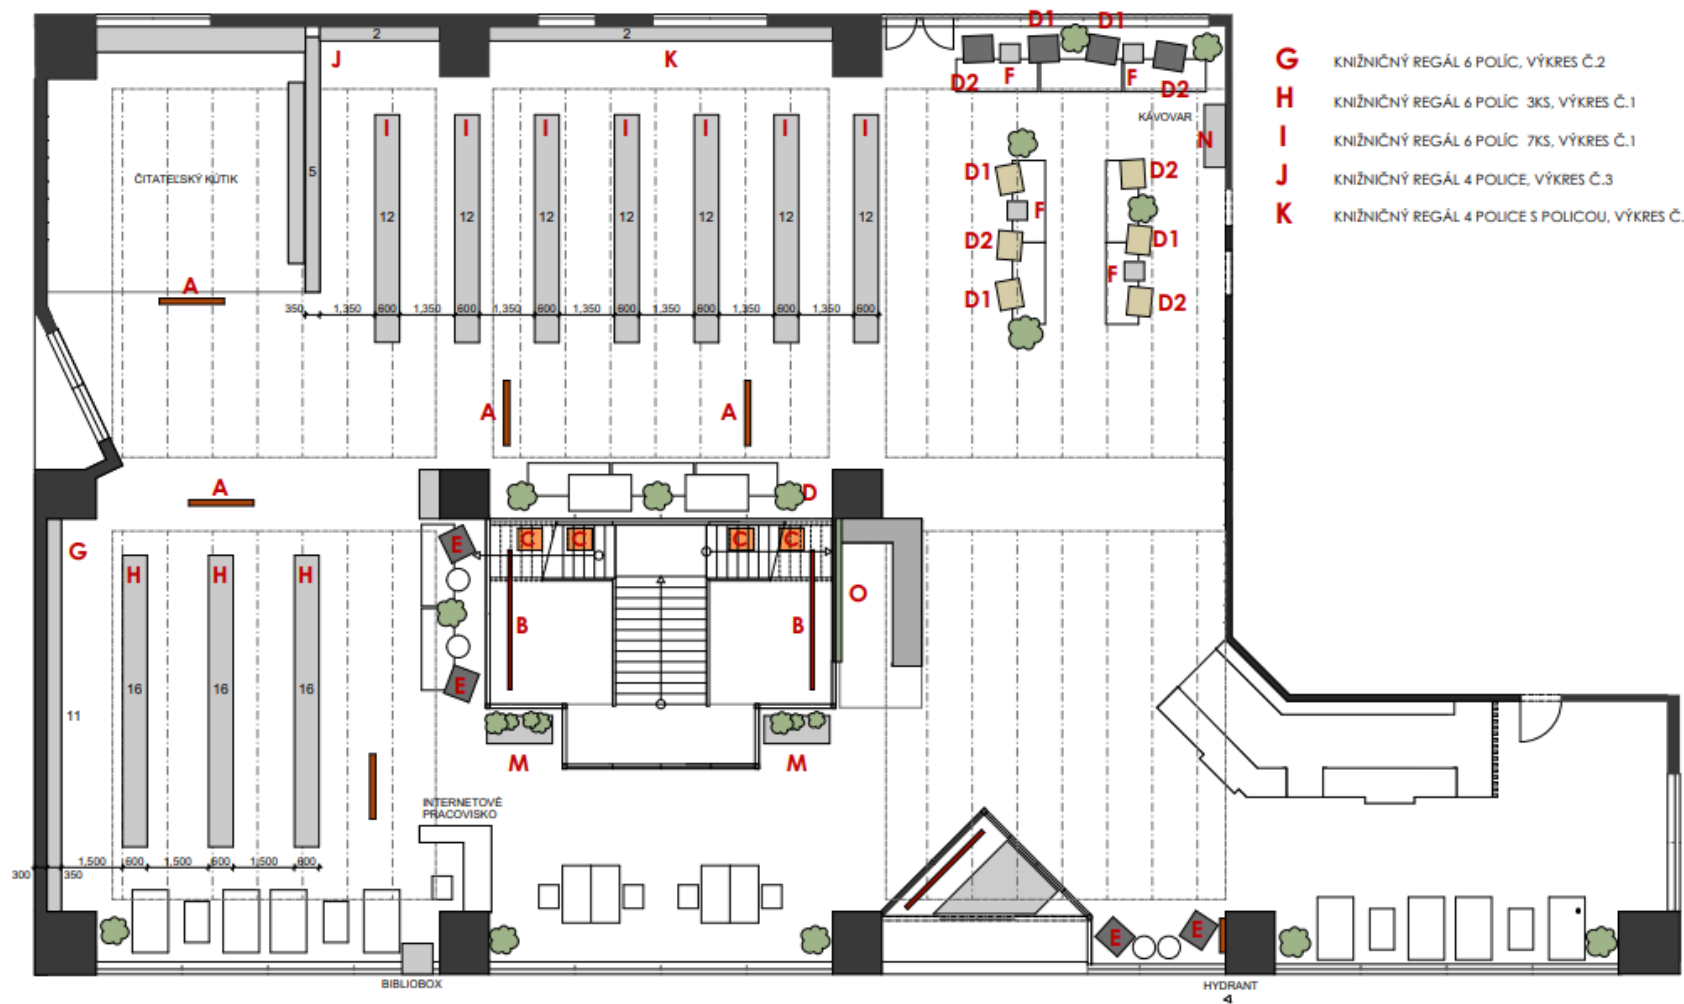 D1 D1
2 2
J K
D2 F F D2
G KNIŽNIČNÝ REGÁL 6 POLÍC, VÝKRES Č.2
H KNIŽNIČNÝ REGÁL 6 POLÍC 3KS, VÝKRES Č.1
I KNIŽNIČNÝ REGÁL 6 POLÍC 7KS, VÝKRES Č.1
J KNIŽNIČNÝ REGÁL 4 POLICE, VÝKRES Č.3
K KNIŽNIČNÝ REGÁL 4 POLICE S POLICOU, VÝKRES Č.
KÁVOVAR
I I I I I I I
N
ČITATEĽSKÝ KÚTIK
5
D1 D2
12 12 12 12 12 12 12
F
D2 D1
F
A
D1 D2
350 1,350 600 1,350 600 1,350 600 1,350 600 1,350 600 1,350 600 1,350 600
A A
A
D
G
E C C C C
H H H
O
B B
E
16 16 16
11
M M
INTERNETOVÉ
PRACOVISKO
300 350 1,500 600 1,500 600 1,500 600
E E
BIBLIOBOX
HYDRANT